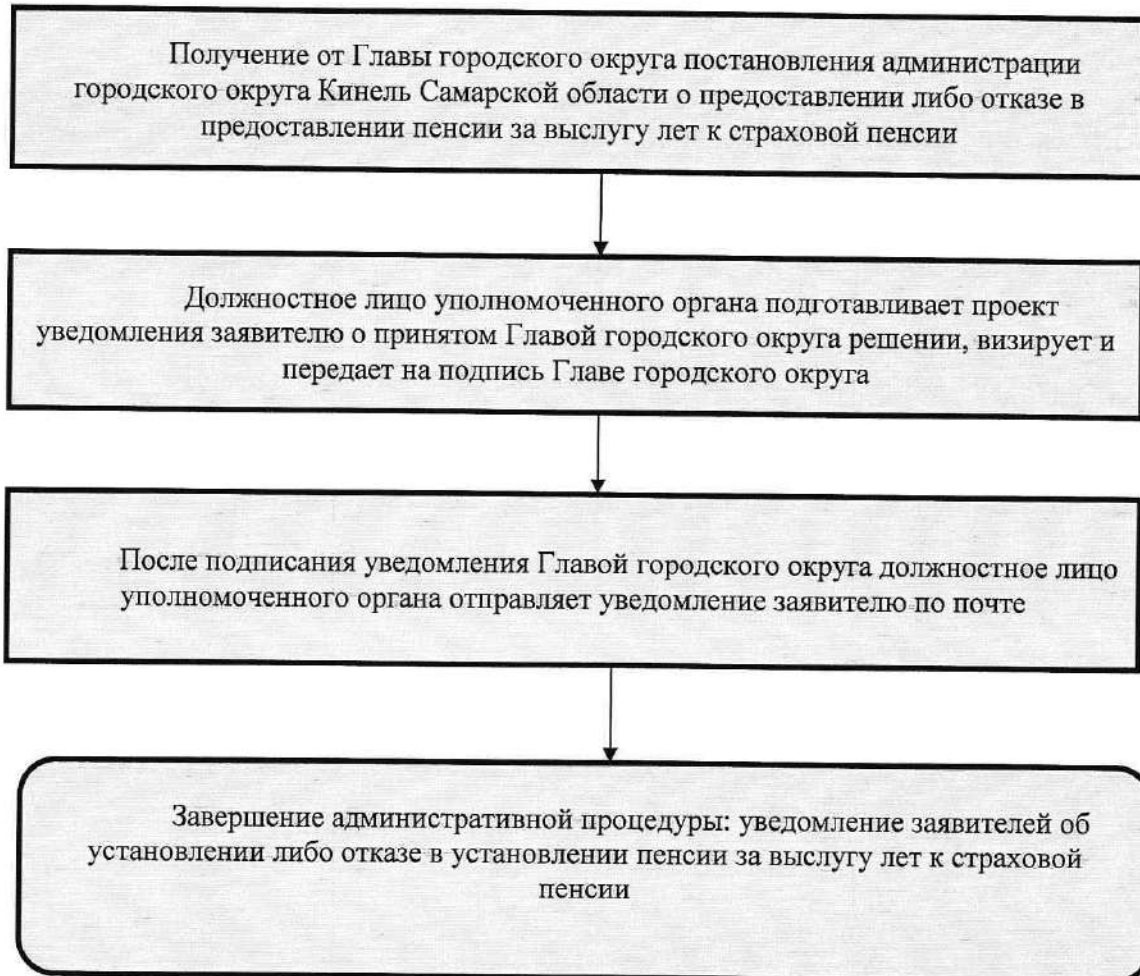 Получение от Главы городского округа постановления администрации
городского округа Кинель Самарской области о предоставлении либо отказе в
предоставлении пенсии за выслугу лет к страховой пенсии
Должностное лицо уполномоченного органа подготавливает проект
уведомления заявителю о принятом Главой городского округа решении, визирует и
передает на подпись Главе городского округа
После подписания уведомления Главой городского округа должностное лицо
уполномоченного органа отправляет уведомление заявителю по почте
Завершение административной процедуры: уведомление заявителей об
установлении либо отказе в установлении пенсии за выслугу лет к страховой
пенсии